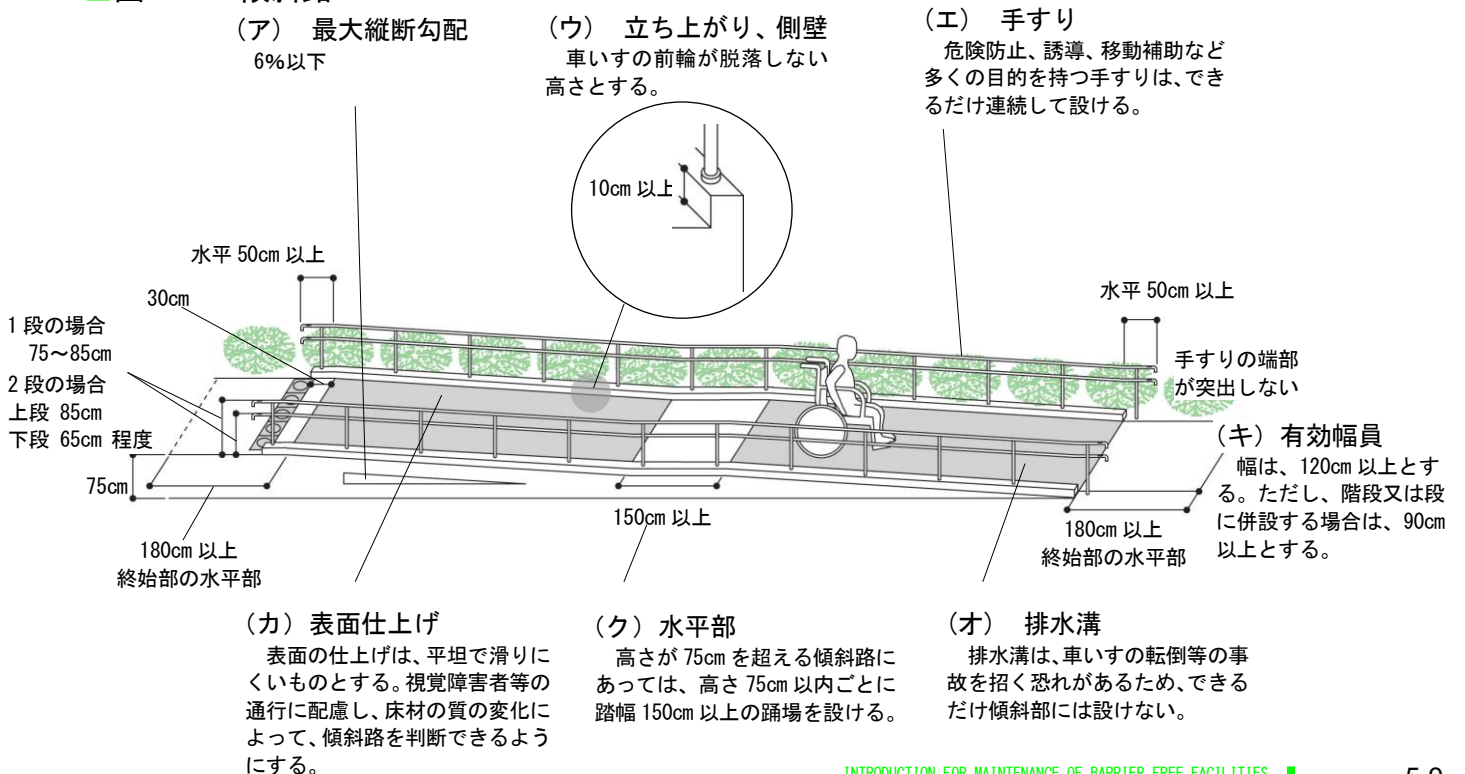 （ア） 最大縦断勾配
6％以下
（ウ） 立ち上がり、側壁
車いすの前輪が脱落しない
高さとする。
（エ） 手すり
危険防止、誘導、移動補助など
多くの目的を持つ手すりは、でき
るだけ連続して設ける。
10cm 以上
水平 50cm 以上
30cm
1 段の場合
75～85cm
2 段の場合
上段 85cm
下段 65cm 程度
75cm
180cm 以上
終始部の水平部
150cm 以上
水平 50cm 以上
手すりの端部
が突出しない
（キ）有効幅員
幅は、120cm 以上とす
る。ただし、階段又は段
に併設する場合は、90cm
以上とする。
180cm 以上
終始部の水平部
（カ）表面仕上げ
表面の仕上げは、平坦で滑りに
くいものとする。視覚障害者等の
通行に配慮し、床材の質の変化に
よって、傾斜路を判断できるよう
にする。
（ク）水平部
高さが 75cm を超える傾斜路に
あっては、高さ 75cm 以内ごとに
踏幅 150cm 以上の踊場を設ける。
（オ） 排水溝
排水溝は、車いすの転倒等の事
故を招く恐れがあるため、できる
だけ傾斜部には設けない。
INTRODUCTION FOR MAINTENANCE OF BARRIER FREE FACILITIES